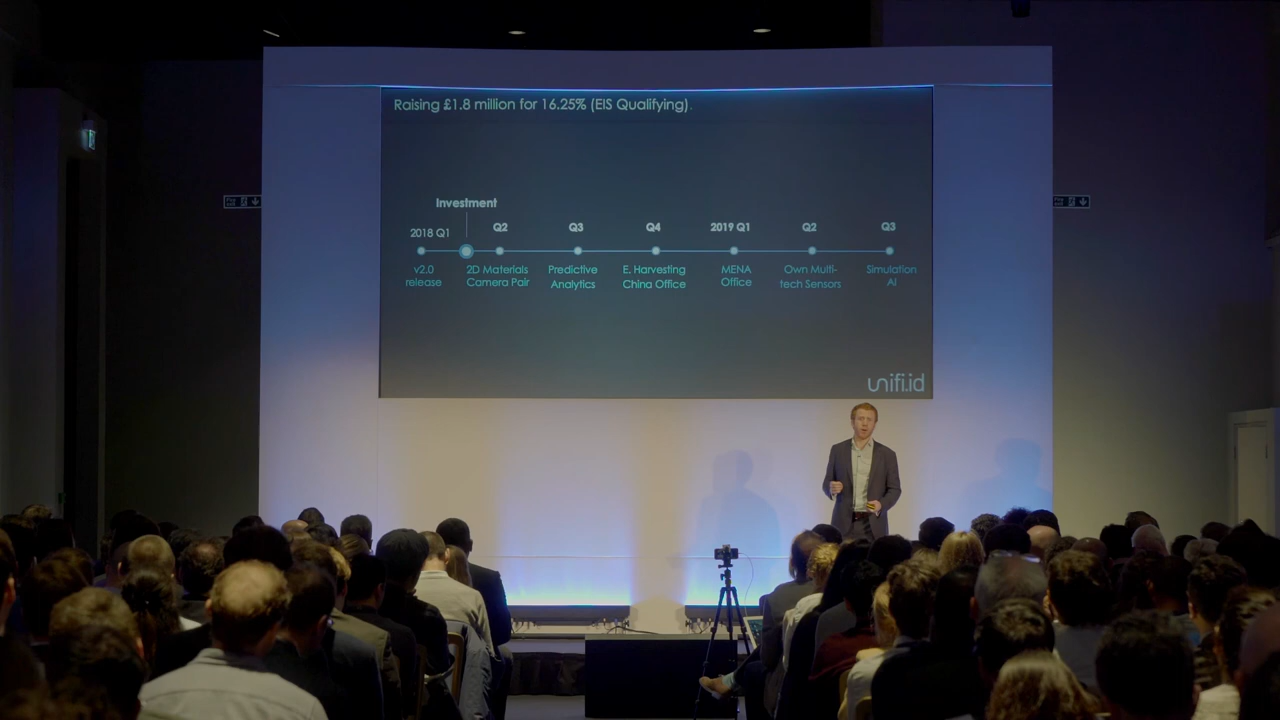 Raising £1.8 million for 16.25% (EIS Qualifying).
Investment
2018 Q1
Q2
Q3
Q4
2019 Q1
Q2
Q3
v2.0
release
2D Materials
Camera Pair
Predictive
Analytics
E. Harvesting
China Office
MENA
Office
Own Multi-
tech Sensors
Simulation
AI
unifi.id